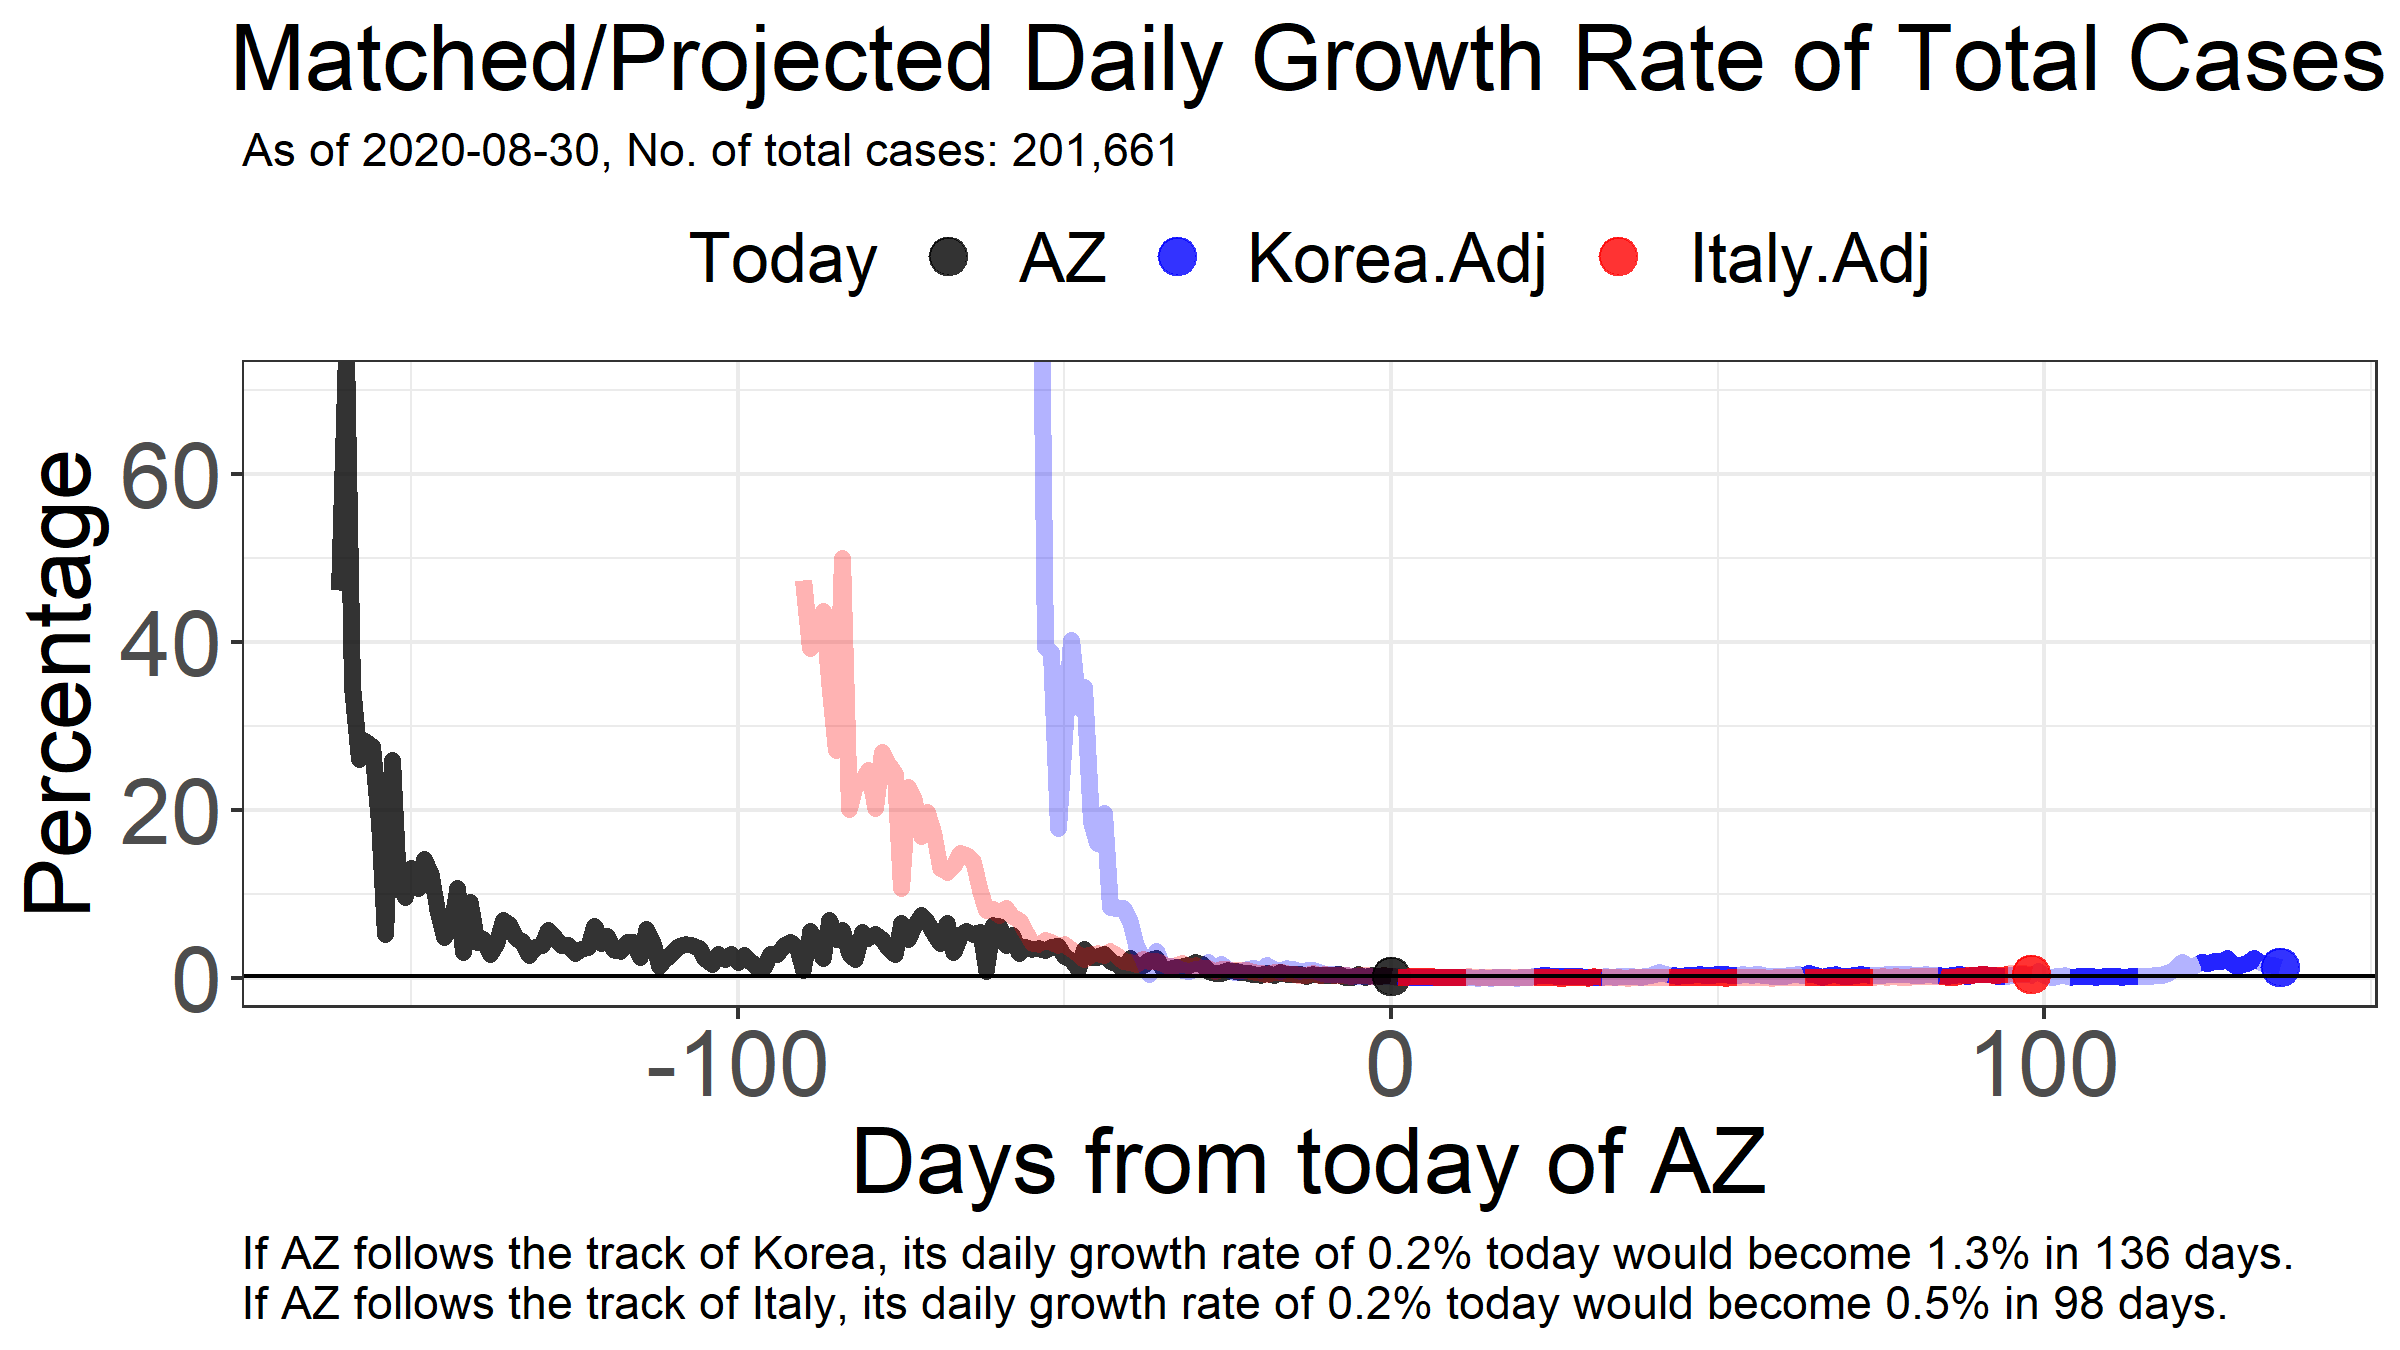 Matched/Projected Daily Growth Rate of Total Cases
As of 2020-08-30, No. of total cases: 201,661
Today AZ Korea.Adj Italy.Adj
Percentage
60
40
20
0
-100 0 100
Days from today of AZ
If AZ follows the track of Korea, its daily growth rate of 0.2% today would become 1.3% in 136 days.
If AZ follows the track of Italy, its daily growth rate of 0.2% today would become 0.5% in 98 days.